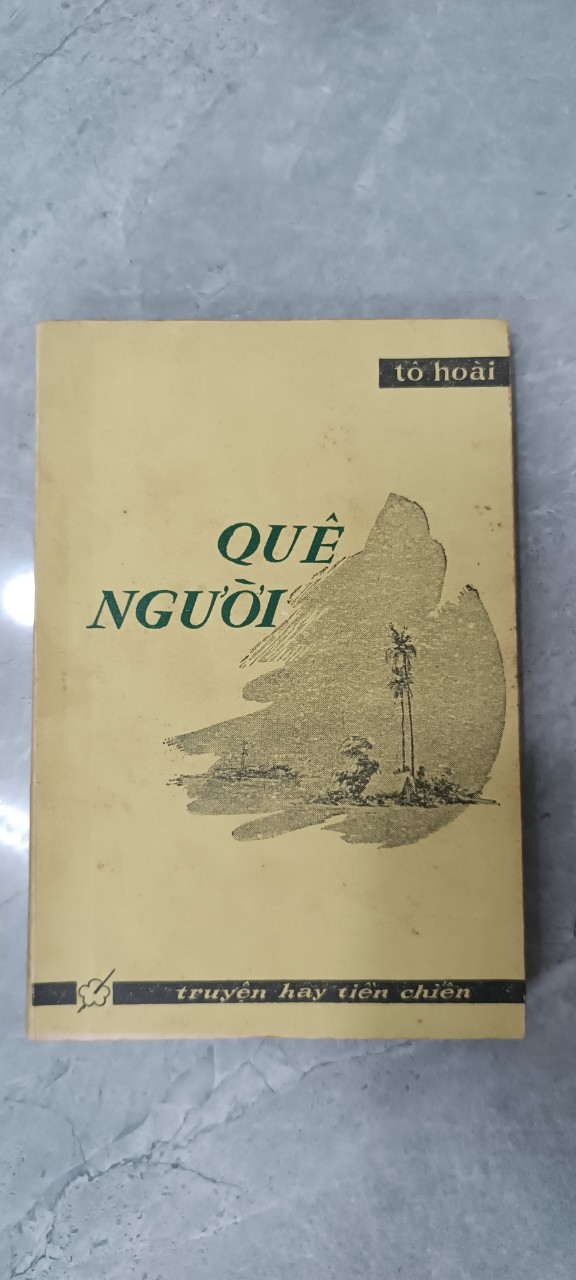 tô hoài
QUÊ
NGƯỜI
truyện hay tiền chiến